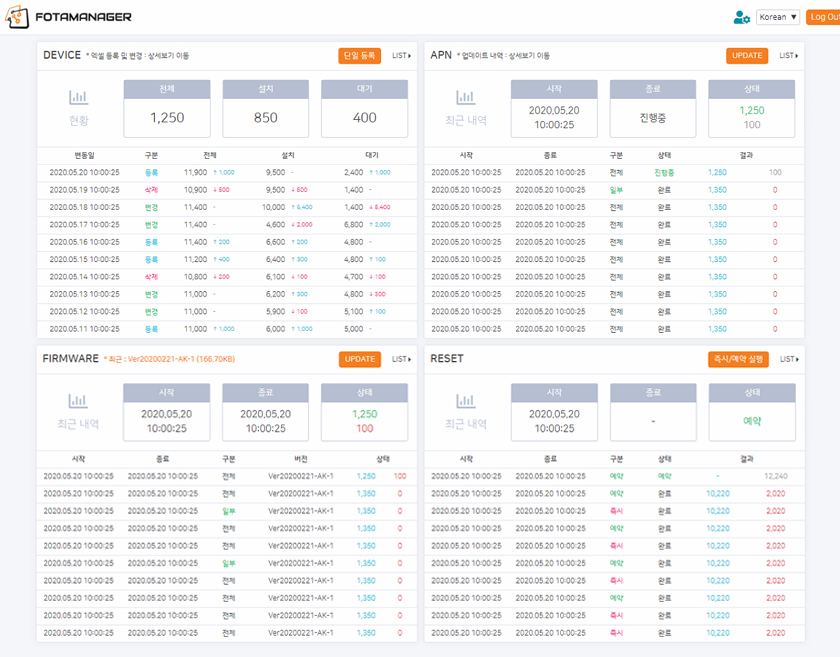 FOTAMANAGER
Korean ▼
Log Out
DEVICE * 엑셀 등록 및 변경 : 상세보기 이동 단일 등록 LIST
현황
전체 설치 대기
1,250 850 400
변동일 구분 전체 설치 대기
2020.05.20 10:00:25 등록 11,900 ↑ 1,000 9,500 - 2,400 ↑ 1,000
2020.05.19 10:00:25 삭제 10,900 ↓ 500 9,500 ↓ 500 1,400 -
2020.05.18 10:00:25 변경 11,400 - 10,000 ↑ 5,400 1,400 ↓ 5,400
2020.05.17 10:00:25 변경 11,400 - 4,600 ↓ 2,000 6,800 ↑ 2,000
2020.05.16 10:00:25 등록 11,400 ↑ 200 6,600 ↑ 200 4,800 -
2020.05.15 10:00:25 등록 11,200 ↑ 400 6,400 ↑ 300 4,800 ↑ 100
2020.05.14 10:00:25 삭제 10,800 ↓ 200 6,100 ↓ 100 4,700 ↓ 100
2020.05.13 10:00:25 변경 11,000 - 6,200 ↑ 300 4,800 ↓ 300
2020.05.12 10:00:25 변경 11,000 - 5,900 ↓ 100 5,100 ↑ 100
2020.05.11 10:00:25 등록 11,000 ↑ 1,000 6,000 ↑ 1,000 5,000 -
APN * 업데이트 내역 : 상세보기 이동 UPDATE LIST
최근 내역
시작 종료 상태
2020,05,20 10:00:25 진행중 1,250 100
시작 종료 구분 상태 결과
2020.05.20 10:00:25 2020.05.20 10:00:25 전체 진행중 1,250 100
2020.05.20 10:00:25 2020.05.20 10:00:25 일부 완료 1,350 0
2020.05.20 10:00:25 2020.05.20 10:00:25 전체 완료 1,350 0
2020.05.20 10:00:25 2020.05.20 10:00:25 전체 완료 1,350 0
2020.05.20 10:00:25 2020.05.20 10:00:25 전체 완료 1,350 0
2020.05.20 10:00:25 2020.05.20 10:00:25 전체 완료 1,350 0
2020.05.20 10:00:25 2020.05.20 10:00:25 전체 완료 1,350 0
2020.05.20 10:00:25 2020.05.20 10:00:25 전체 완료 1,350 0
2020.05.20 10:00:25 2020.05.20 10:00:25 전체 완료 1,350 0
2020.05.20 10:00:25 2020.05.20 10:00:25 전체 완료 1,350 0
FIRMWARE * 최근 : Ver20200221-AK-1 (166,70KB) UPDATE LIST
최근 내역
시작 종료 상태
2020,05,20 10:00:25 2020,05,20 10:00:25 1,250 100
시작 종료 구분 버전 상태
2020.05.20 10:00:25 2020.05.20 10:00:25 전체 Ver20200221-AK-1 1,250 100
2020.05.20 10:00:25 2020.05.20 10:00:25 전체 Ver20200221-AK-1 1,350 0
2020.05.20 10:00:25 2020.05.20 10:00:25 일부 Ver20200221-AK-1 1,350 0
2020.05.20 10:00:25 2020.05.20 10:00:25 전체 Ver20200221-AK-1 1,350 0
2020.05.20 10:00:25 2020.05.20 10:00:25 전체 Ver20200221-AK-1 1,350 0
2020.05.20 10:00:25 2020.05.20 10:00:25 일부 Ver20200221-AK-1 1,350 0
2020.05.20 10:00:25 2020.05.20 10:00:25 전체 Ver20200221-AK-1 1,350 0
2020.05.20 10:00:25 2020.05.20 10:00:25 전체 Ver20200221-AK-1 1,350 0
2020.05.20 10:00:25 2020.05.20 10:00:25 전체 Ver20200221-AK-1 1,350 0
2020.05.20 10:00:25 2020.05.20 10:00:25 전체 Ver20200221-AK-1 1,350 0
RESET 즉시/예약 실행 LIST
최근 내역
시작 종료 상태
2020,05,20 10:00:25 - 예약
시작 종료 구분 상태 결과
2020.05.20 10:00:25 2020.05.20 10:00:25 예약 예약 - 12,240
2020.05.20 10:00:25 2020.05.20 10:00:25 예약 완료 10,220 2,020
2020.05.20 10:00:25 2020.05.20 10:00:25 즉시 완료 10,220 2,020
2020.05.20 10:00:25 2020.05.20 10:00:25 예약 완료 10,220 2,020
2020.05.20 10:00:25 2020.05.20 10:00:25 즉시 완료 10,220 2,020
2020.05.20 10:00:25 2020.05.20 10:00:25 예약 완료 10,220 2,020
2020.05.20 10:00:25 2020.05.20 10:00:25 즉시 완료 10,220 2,020
2020.05.20 10:00:25 2020.05.20 10:00:25 예약 완료 10,220 2,020
2020.05.20 10:00:25 2020.05.20 10:00:25 즉시 완료 10,220 2,020
2020.05.20 10:00:25 2020.05.20 10:00:25 즉시 완료 10,220 2,020